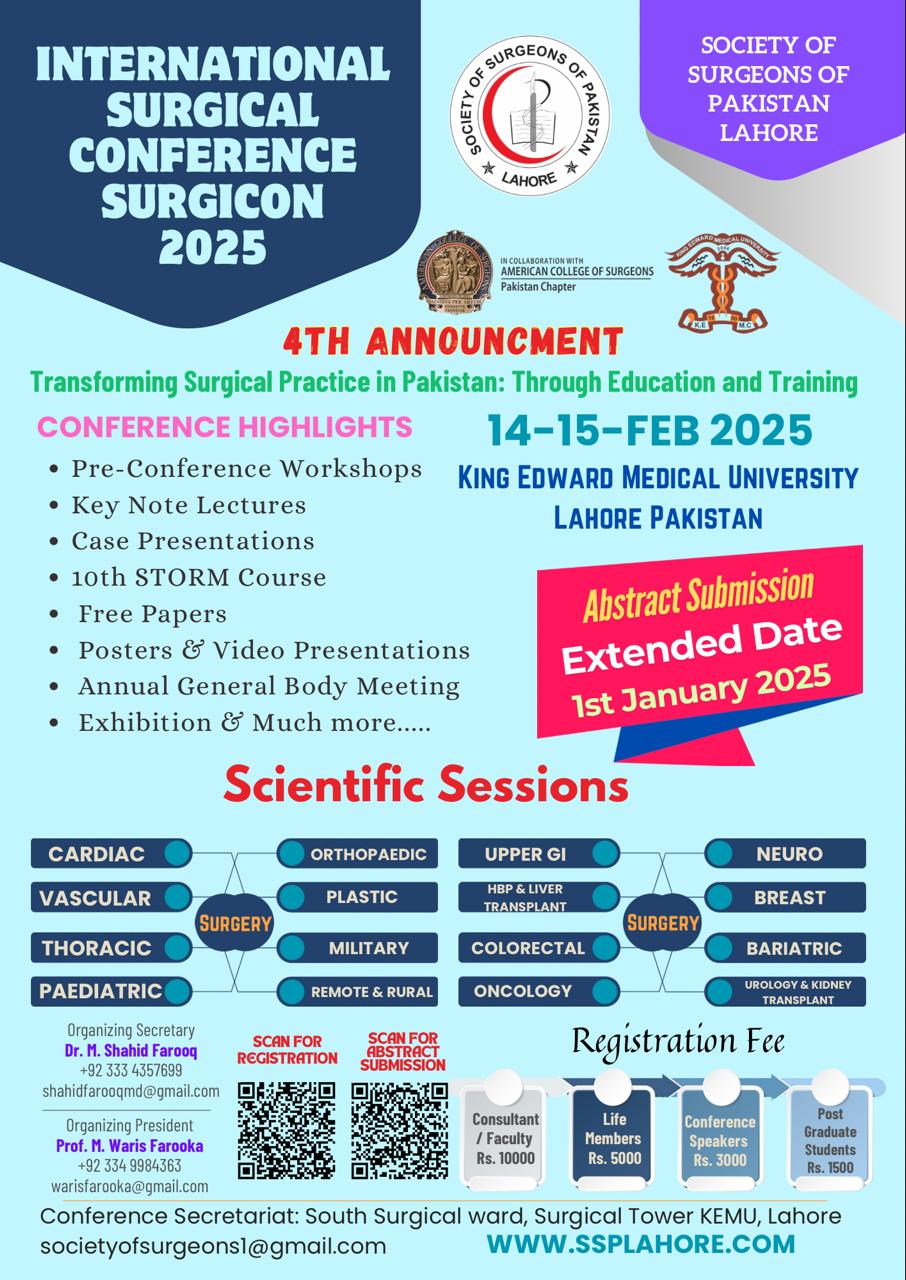 INTERNATIONAL
SURGICAL
CONFERENCE
SURGICON
2025
SOCIETY OF SURGEONS OF PAKISTAN
LAHORE
SOCIETY OF
SURGEONS OF
PAKISTAN
LAHORE
AMERICAN COLLEGE OF SURGEONS
IN COLLABORATION WITH
AMERICAN COLLEGE OF SURGEONS
Pakistan Chapter
KING EDWARD MEDICAL UNIVERSITY
K.E
M.C
4TH ANNOUNCMENT
Transforming Surgical Practice in Pakistan: Through Education and Training
CONFERENCE HIGHLIGHTS
• Pre-Conference Workshops
• Key Note Lectures
• Case Presentations
• 10th STORM Course
• Free Papers
• Posters & Video Presentations
• Annual General Body Meeting
• Exhibition & Much more.....
14-15-FEB 2025
KING EDWARD MEDICAL UNIVERSITY
LAHORE PAKISTAN
Abstract Submission
Extended Date
1st January 2025
Scientific Sessions
CARDIAC
VASCULAR
THORACIC
PAEDIATRIC
SURGERY
ORTHOPAEDIC
PLASTIC
MILITARY
REMOTE & RURAL
UPPER GI
HBP & LIVER
TRANSPLANT
COLORECTAL
ONCOLOGY
SURGERY
NEURO
BREAST
BARIATRIC
UROLOGY & KIDNEY
TRANSPLANT
Organizing Secretary
Dr. M. Shahid Farooq
+92 333 4357699
shahidfarooqmd@gmail.com
Organizing President
Prof. M. Waris Farooka
+92 334 9984363
warisfarooka@gmail.com
SCAN FOR
REGISTRATION
SCAN FOR
ABSTRACT
SUBMISSION
Registration Fee
Consultant
/ Faculty
Rs. 10000
Life
Members
Rs. 5000
Conference
Speakers
Rs. 3000
Post
Graduate
Students
Rs. 1500
Conference Secretariat: South Surgical ward, Surgical Tower KEMU, Lahore
societyofsurgeons1@gmail.com
WWW.SSPLAHORE.COM